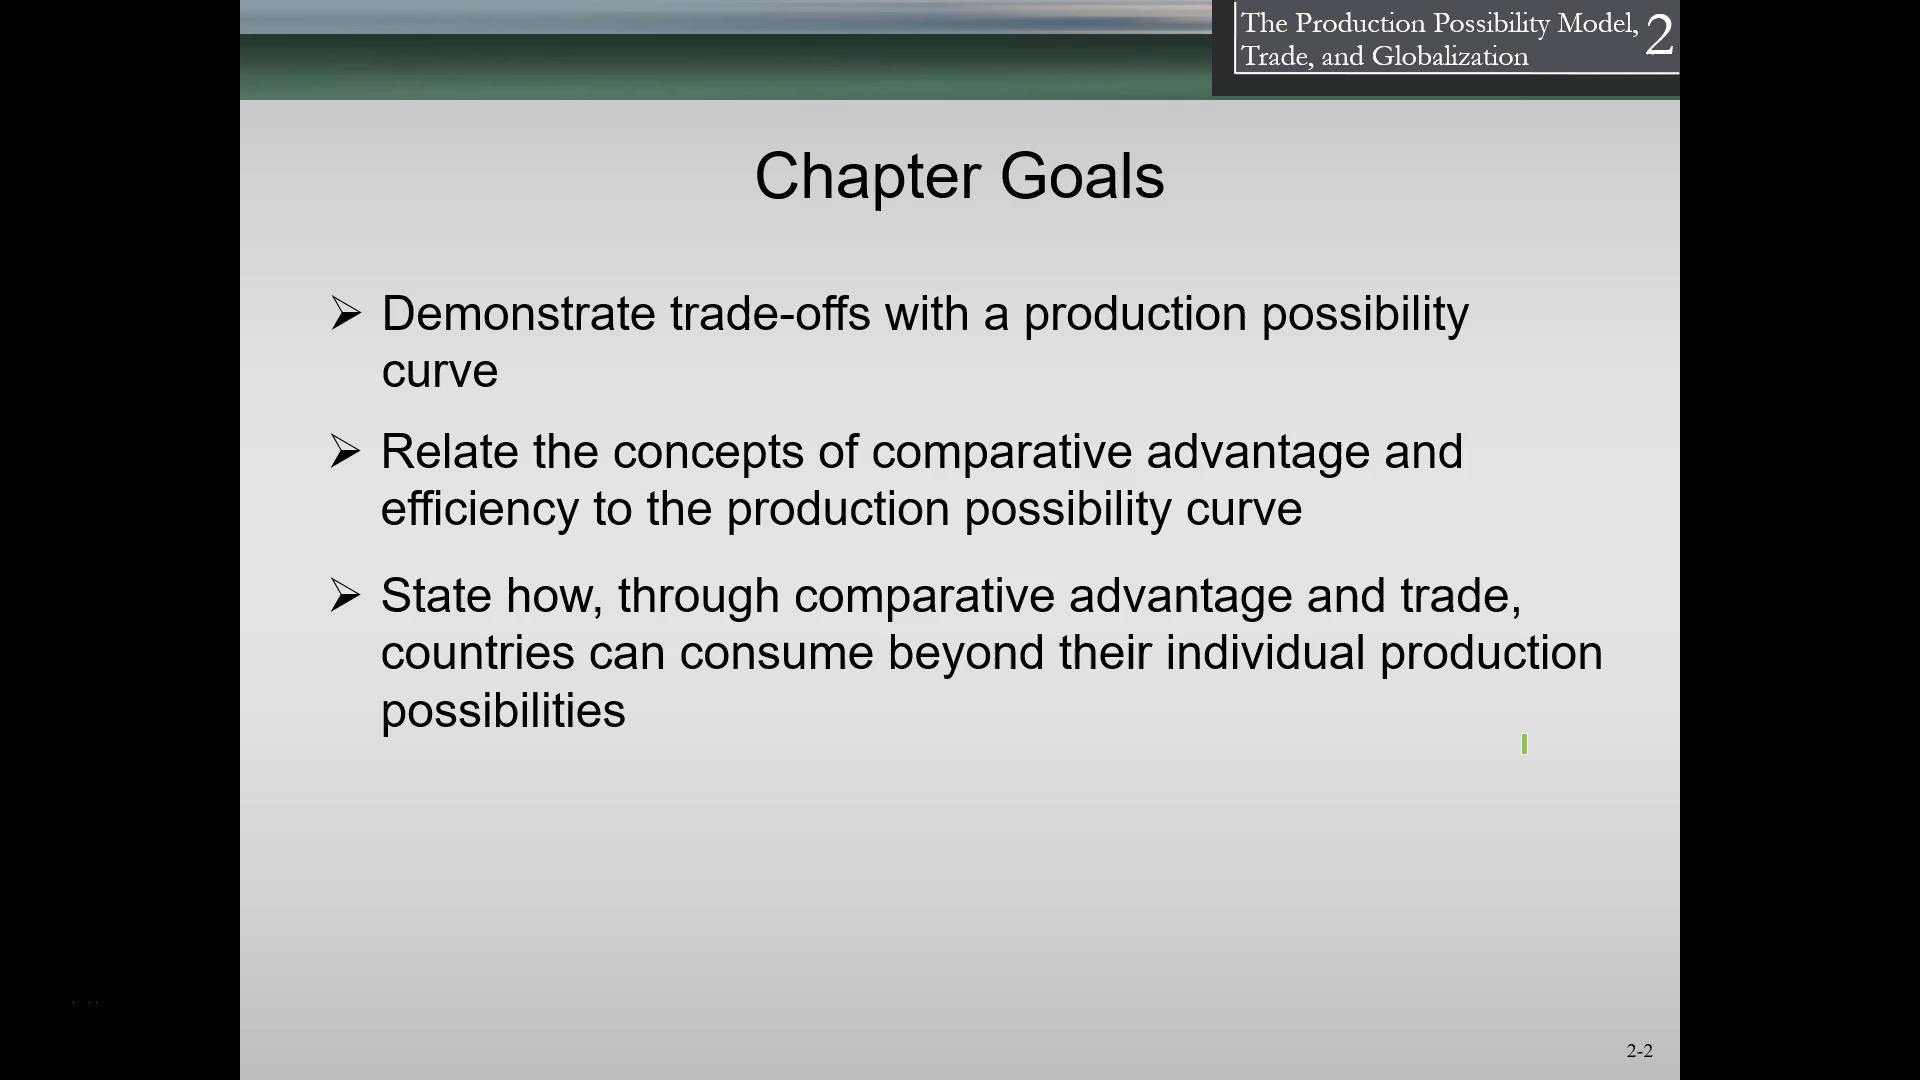 The Production Possibility Model,
Trade, and Globalization
2
Chapter Goals
➢ Demonstrate trade-offs with a production possibility
curve
➢ Relate the concepts of comparative advantage and
efficiency to the production possibility curve
➢ State how, through comparative advantage and trade,
countries can consume beyond their individual production
possibilities
2-2